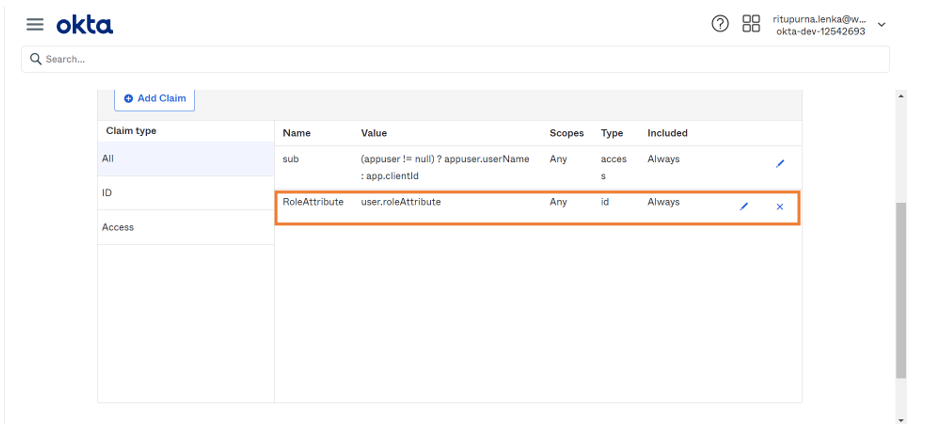 okta
ritupurna.lenka@w...
okta-dev-12542693
Search...
Add Claim
Claim type
Name Value Scopes Type Included
All
sub (appuser != null) ? appuser.userName Any acces Always
: app.clientId s
ID
RoleAttribute user.roleAttribute Any id Always
Access